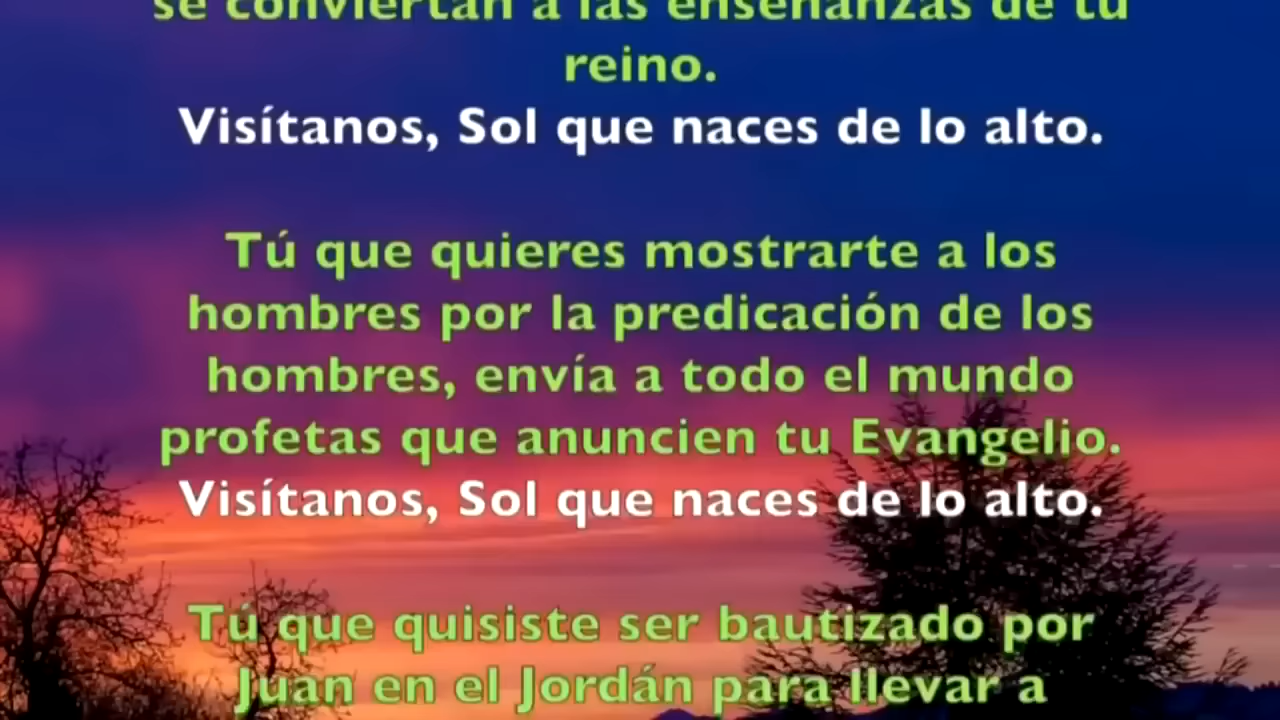 se conviertan a las enseñanzas de tu
reino.
Visítanos, Sol que naces de lo alto.
Tú que quieres mostrarte a los
hombres por la predicación de los
hombres, envía a todo el mundo
profetas que anuncien tu Evangelio.
Visítanos, Sol que naces de lo alto.
Tú que quisiste ser bautizado por
Juan en el Jordán para llevar a